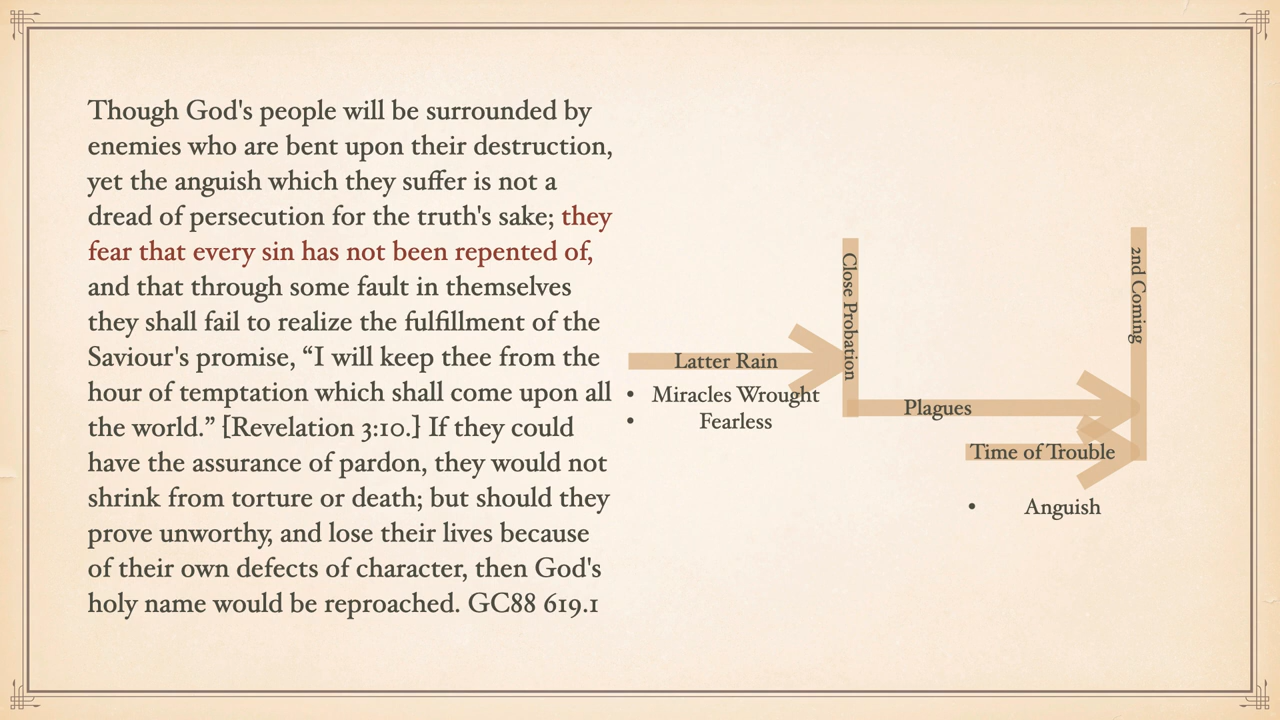 Though God's people will be surrounded by
enemies who are bent upon their destruction,
yet the anguish which they suffer is not a
dread of persecution for the truth's sake; they
fear that every sin has not been repented of,
and that through some fault in themselves
they shall fail to realize the fulfillment of the
Saviour's promise, “I will keep thee from the
hour of temptation which shall come upon all
the world.” [Revelation 3:10.] If they could
have the assurance of pardon, they would not
shrink from torture or death; but should they
prove unworthy, and lose their lives because
of their own defects of character, then God's
holy name would be reproached. GC88 619.1
Latter Rain
• Miracles Wrought
• Fearless
Close Probation
Plagues
Time of Trouble
• Anguish
2nd Coming